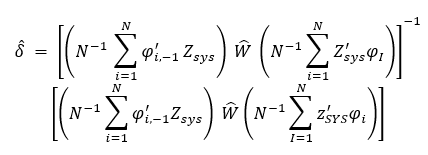 δ̂ = [(N⁻¹ ∑_{i=1}^{N} φ′_{i,−1} Z_{sys}) Ŵ (N⁻¹ ∑_{i=1}^{N} Z′_{sys}φ_I)]^{−1}
[(N⁻¹ ∑_{i=1}^{N} φ′_{i,−1}Z_{sys}) Ŵ (N⁻¹ ∑_{I=1}^{N} z′_{SYS}φ_i)]